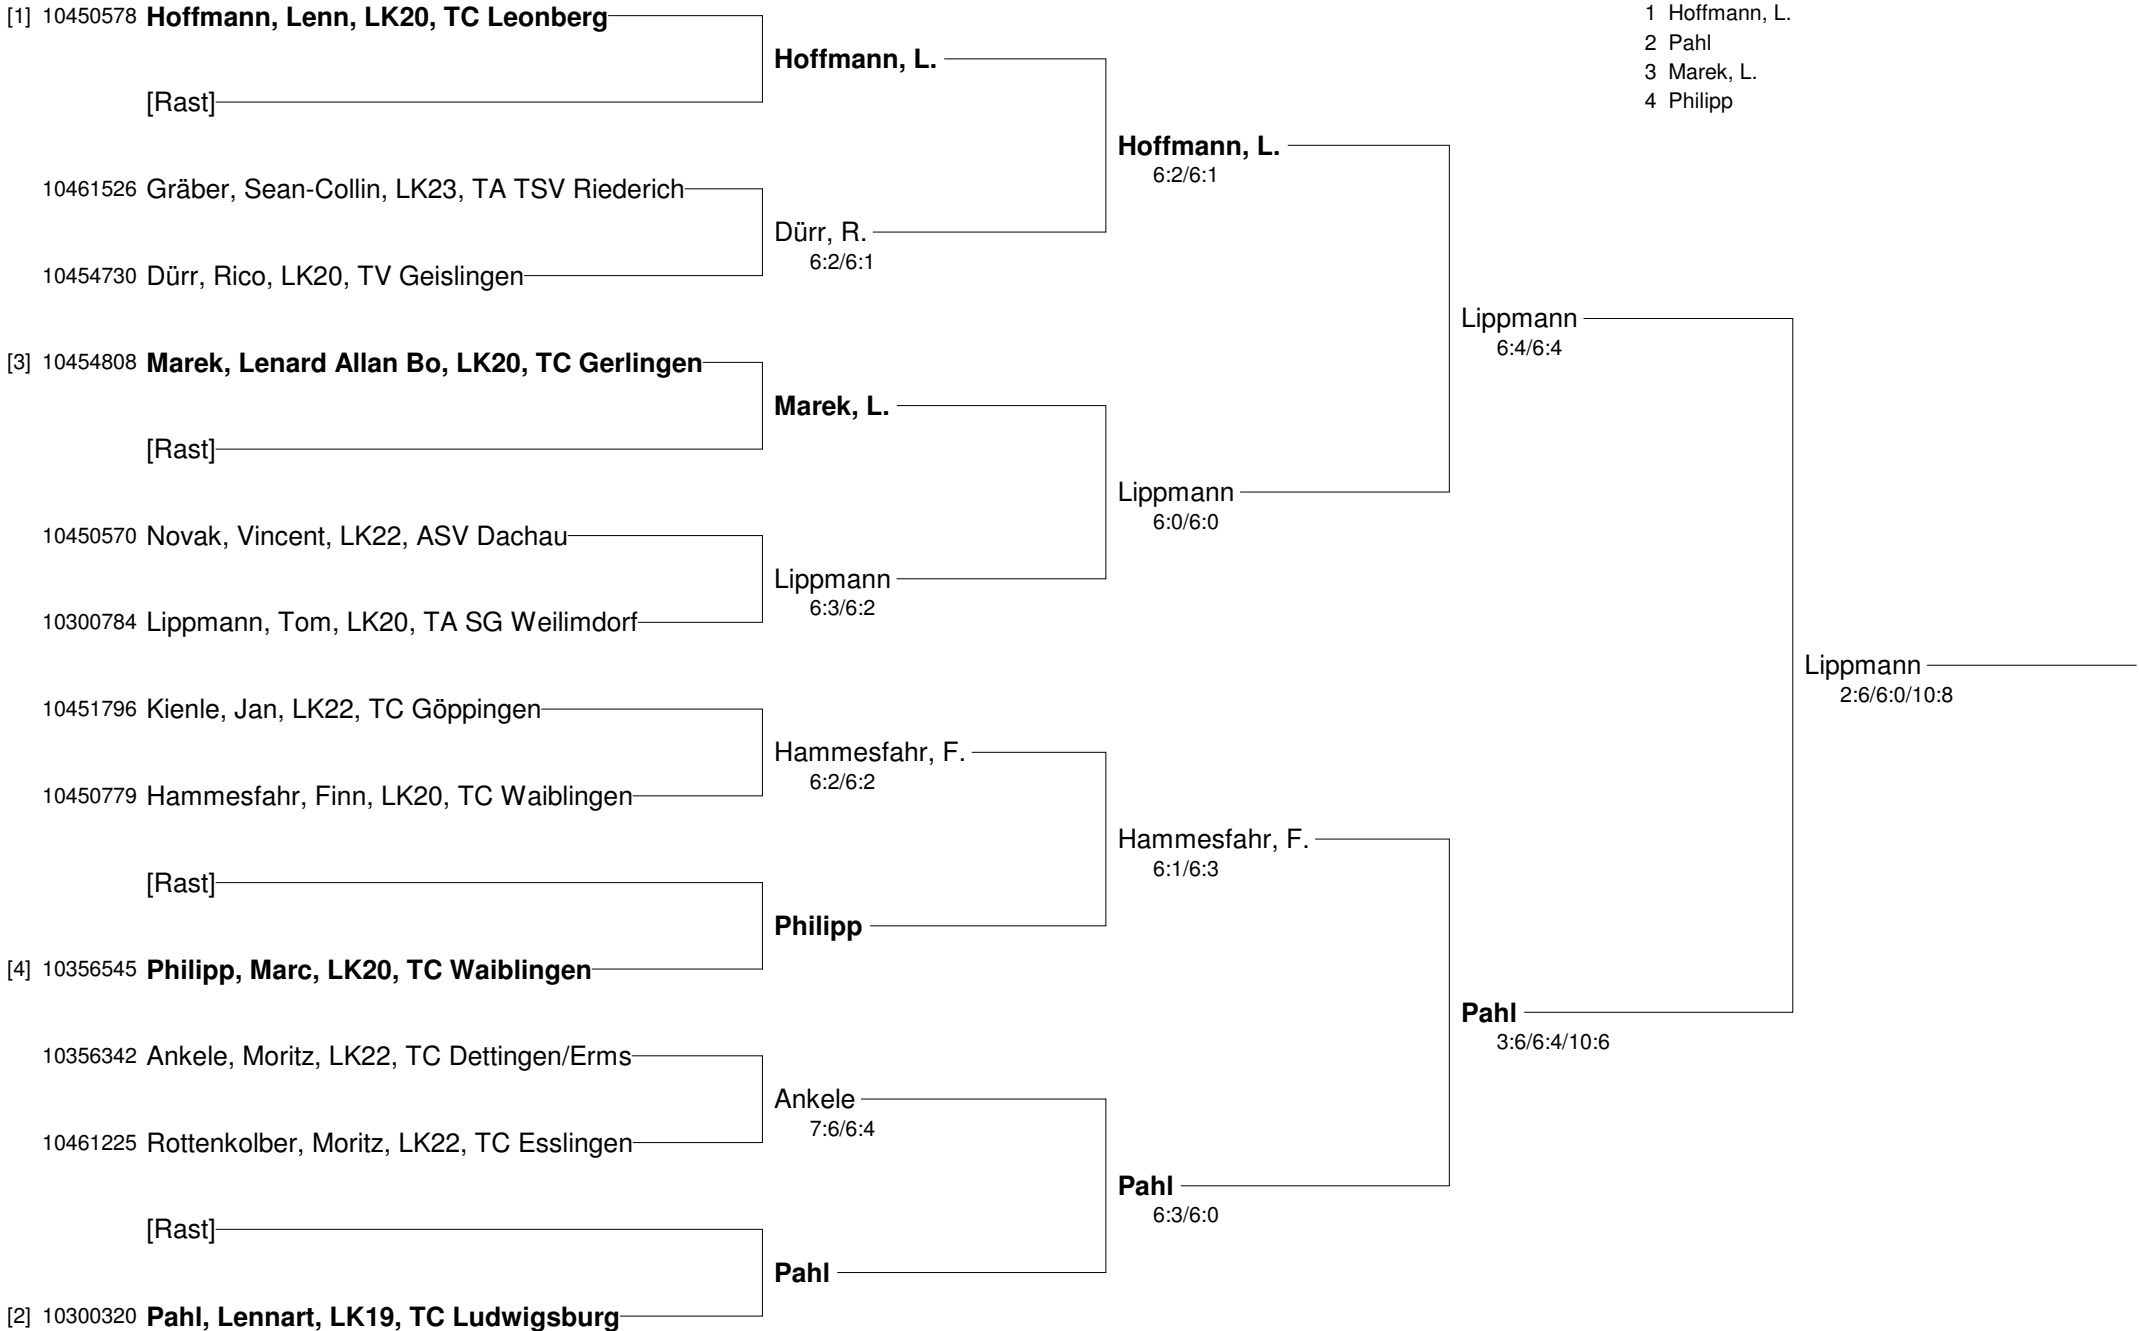 [1] 10450578 Hoffmann, Lenn, LK20, TC Leonberg
[Rast]
10461526 Gräber, Sean-Collin, LK23, TA TSV Riederich
10454730 Dürr, Rico, LK20, TV Geislingen
[3] 10454808 Marek, Lenard Allan Bo, LK20, TC Gerlingen
[Rast]
10450570 Novak, Vincent, LK22, ASV Dachau
10300784 Lippmann, Tom, LK20, TA SG Weilimdorf
10451796 Kienle, Jan, LK22, TC Göppingen
10450779 Hammesfahr, Finn, LK20, TC Waiblingen
[Rast]
[4] 10356545 Philipp, Marc, LK20, TC Waiblingen
10356342 Ankele, Moritz, LK22, TC Dettingen/Erms
10461225 Rottenkolber, Moritz, LK22, TC Esslingen
[Rast]
[2] 10300320 Pahl, Lennart, LK19, TC Ludwigsburg
Hoffmann, L.
Dürr, R.
6:2/6:1
Marek, L.
Lippmann
6:3/6:2
Hammesfahr, F.
6:2/6:2
Philipp
Ankele
7:6/6:4
Pahl
Hoffmann, L.
6:2/6:1
Lippmann
6:0/6:0
Hammesfahr, F.
6:1/6:3
Pahl
6:3/6:0
Lippmann
6:4/6:4
Pahl
3:6/6:4/10:6
Lippmann
2:6/6:0/10:8
1 Hoffmann, L.
2 Pahl
3 Marek, L.
4 Philipp